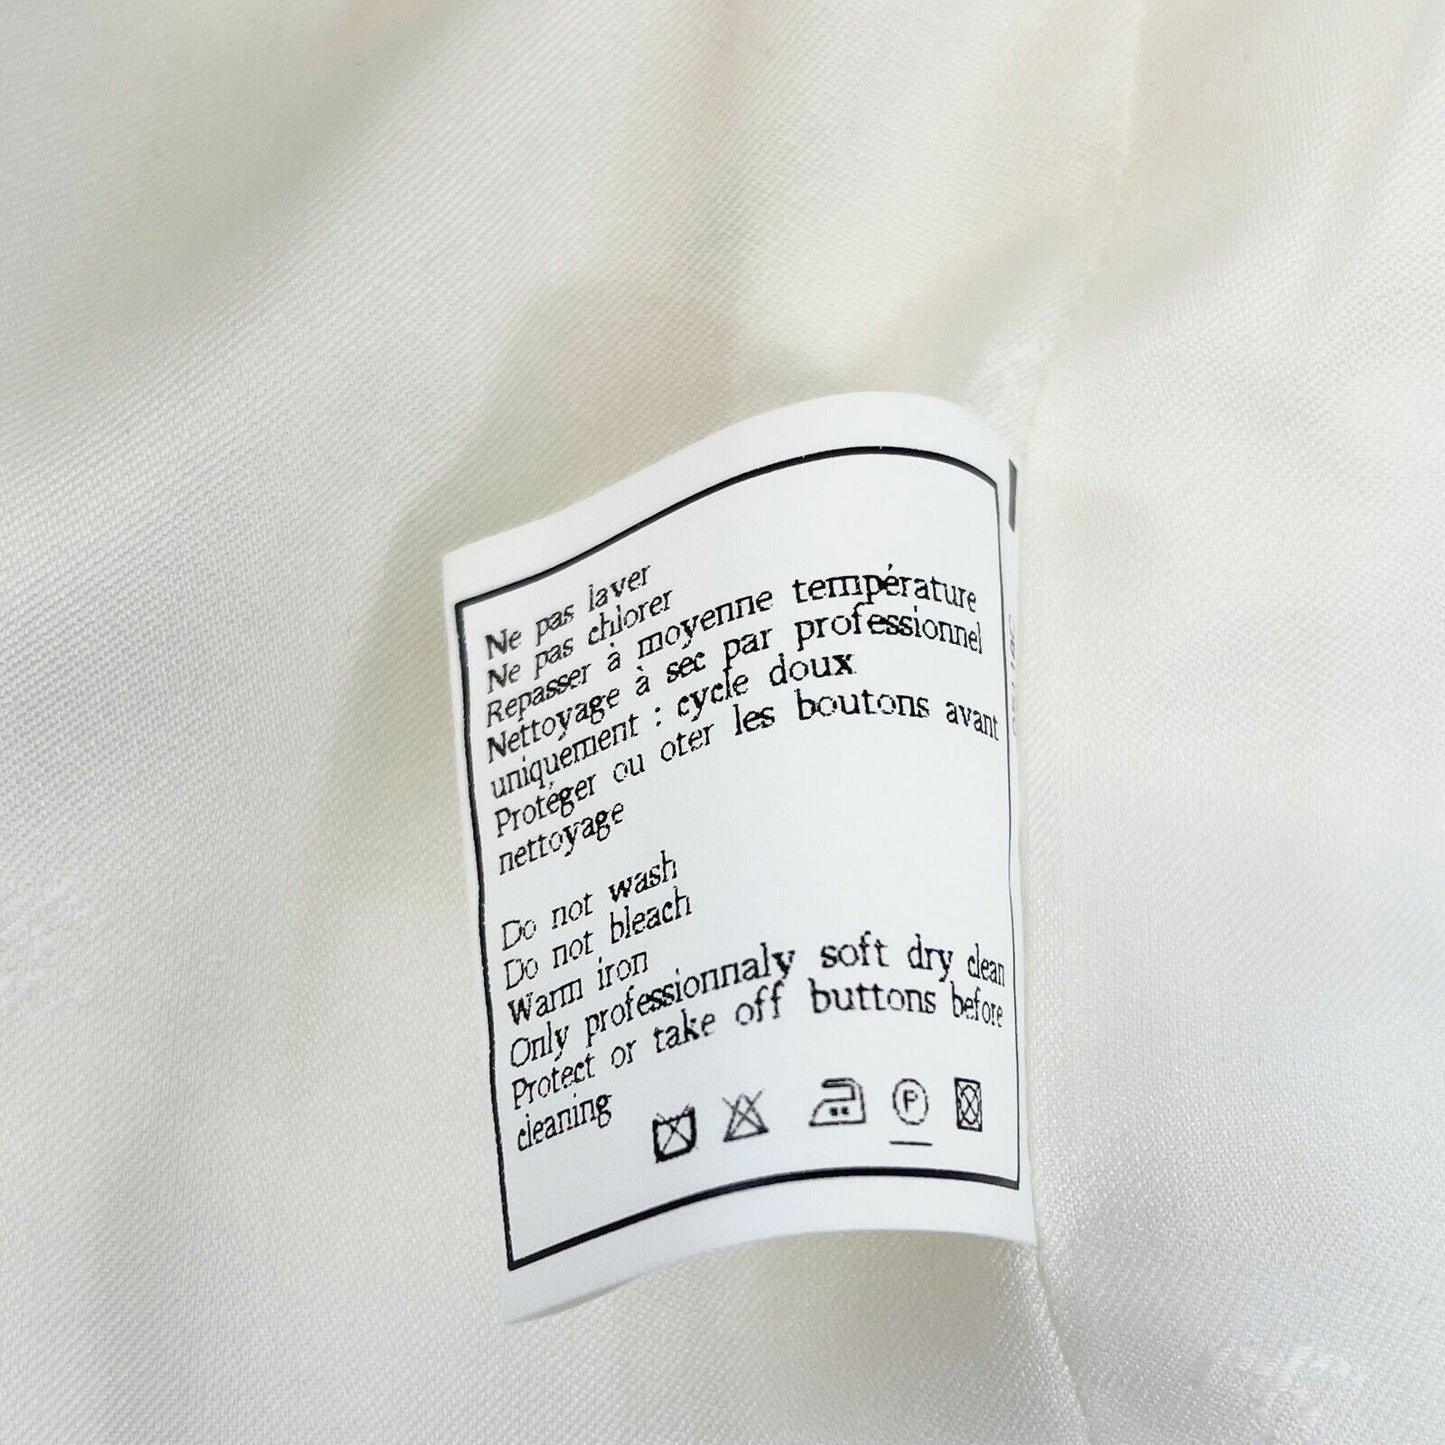 Ne pas laver
Ne pas chlorer
Repasser à moyenne température
Nettoyage à sec par professionnel
uniquement : cycle doux
Protéger ou oter les boutons avant
nettoyage
Do not wash
Do not bleach
Warm iron
Only professionnaly soft dry clean
Protect or take off buttons before
cleaning
P